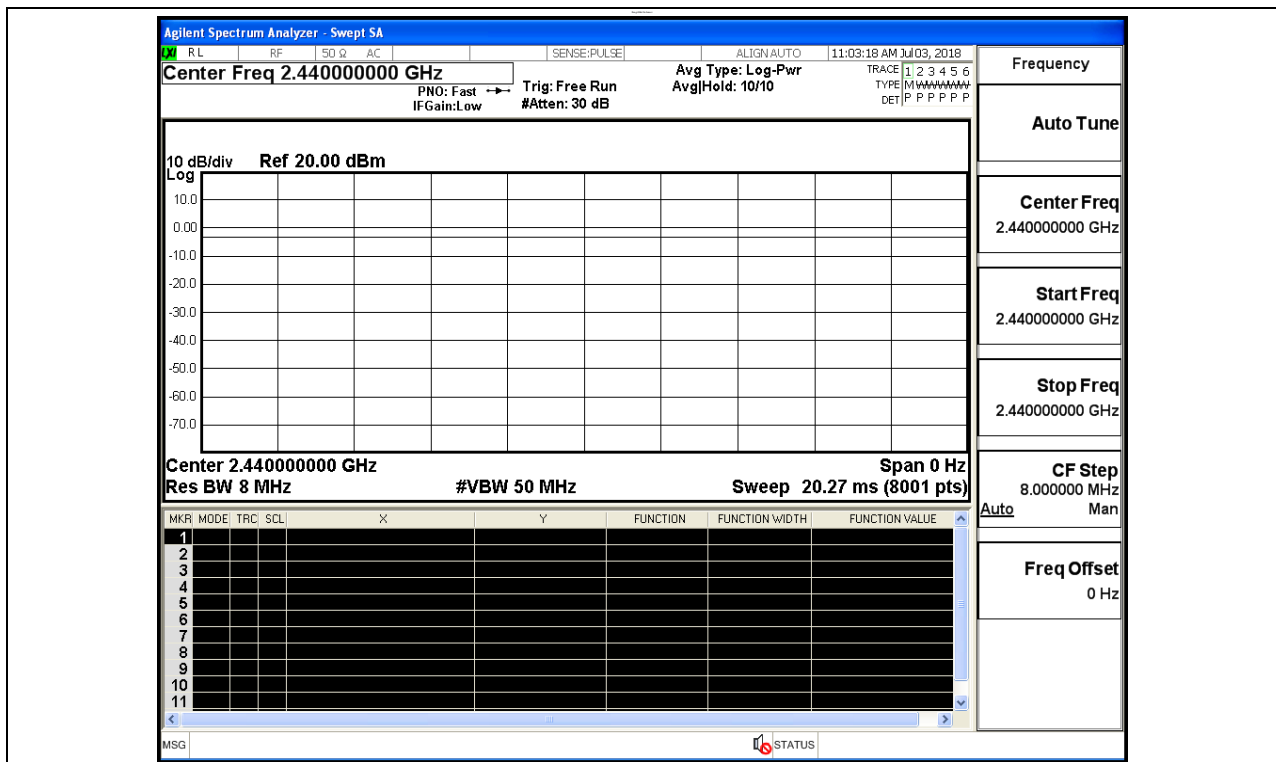 Agilent Spectrum Analyzer - Swept SA
LXI RL RF 50 Ω AC SENSE:PULSE ALIGN AUTO 11:03:18 AM Jul 03, 2018
Center Freq 2.440000000 GHz
PNO: Fast
IFGain:Low
Trig: Free Run
#Atten: 30 dB
Avg Type: Log-Pwr
Avg|Hold: 10/10
TRACE 1 2 3 4 5 6
TYPE M W W W W W
DET P P P P P P
10 dB/div Ref 20.00 dBm
Log
10.0
0.00
-10.0
-20.0
-30.0
-40.0
-50.0
-60.0
-70.0
Center 2.440000000 GHz Span 0 Hz
Res BW 8 MHz #VBW 50 MHz Sweep 20.27 ms (8001 pts)
MKR MODE TRC SCL X Y FUNCTION FUNCTION WIDTH FUNCTION VALUE
1
2
3
4
5
6
7
8
9
10
11
MSG STATUS
Frequency
Auto Tune
Center Freq
2.440000000 GHz
Start Freq
2.440000000 GHz
Stop Freq
2.440000000 GHz
CF Step
8.000000 MHz
Auto Man
Freq Offset
0 Hz